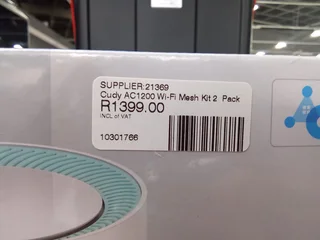 SUPPLIER:21369
Cudy AC1200 Wi-Fi Mesh Kit 2 Pack
R1399.00
INCL of VAT
10301766